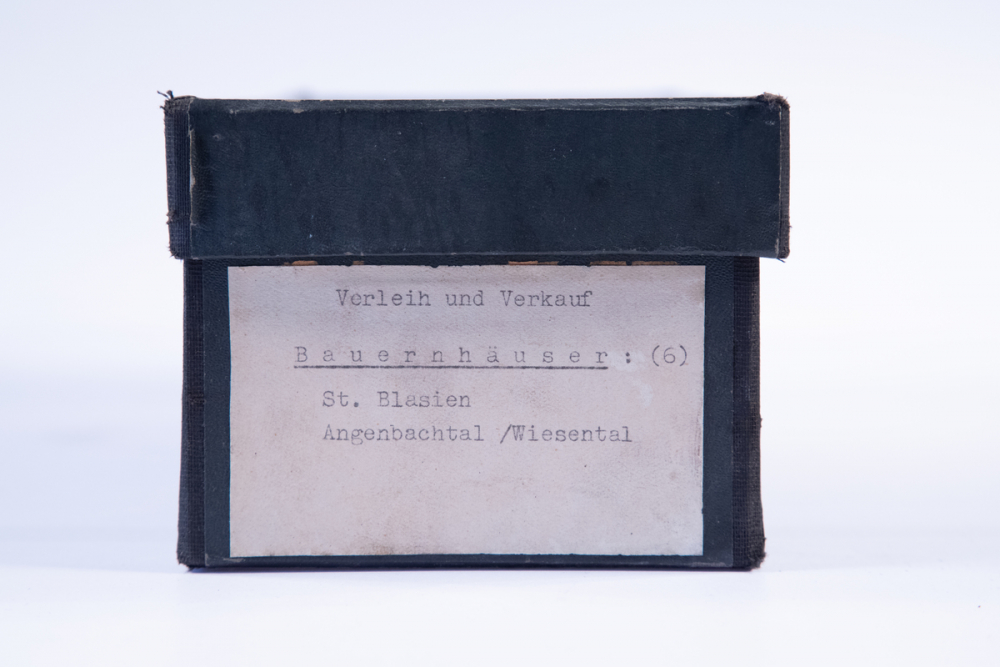 Verleih und Verkauf
Bauernhäuser: (6)
St. Blasien
Angenbachtal /Wiesental